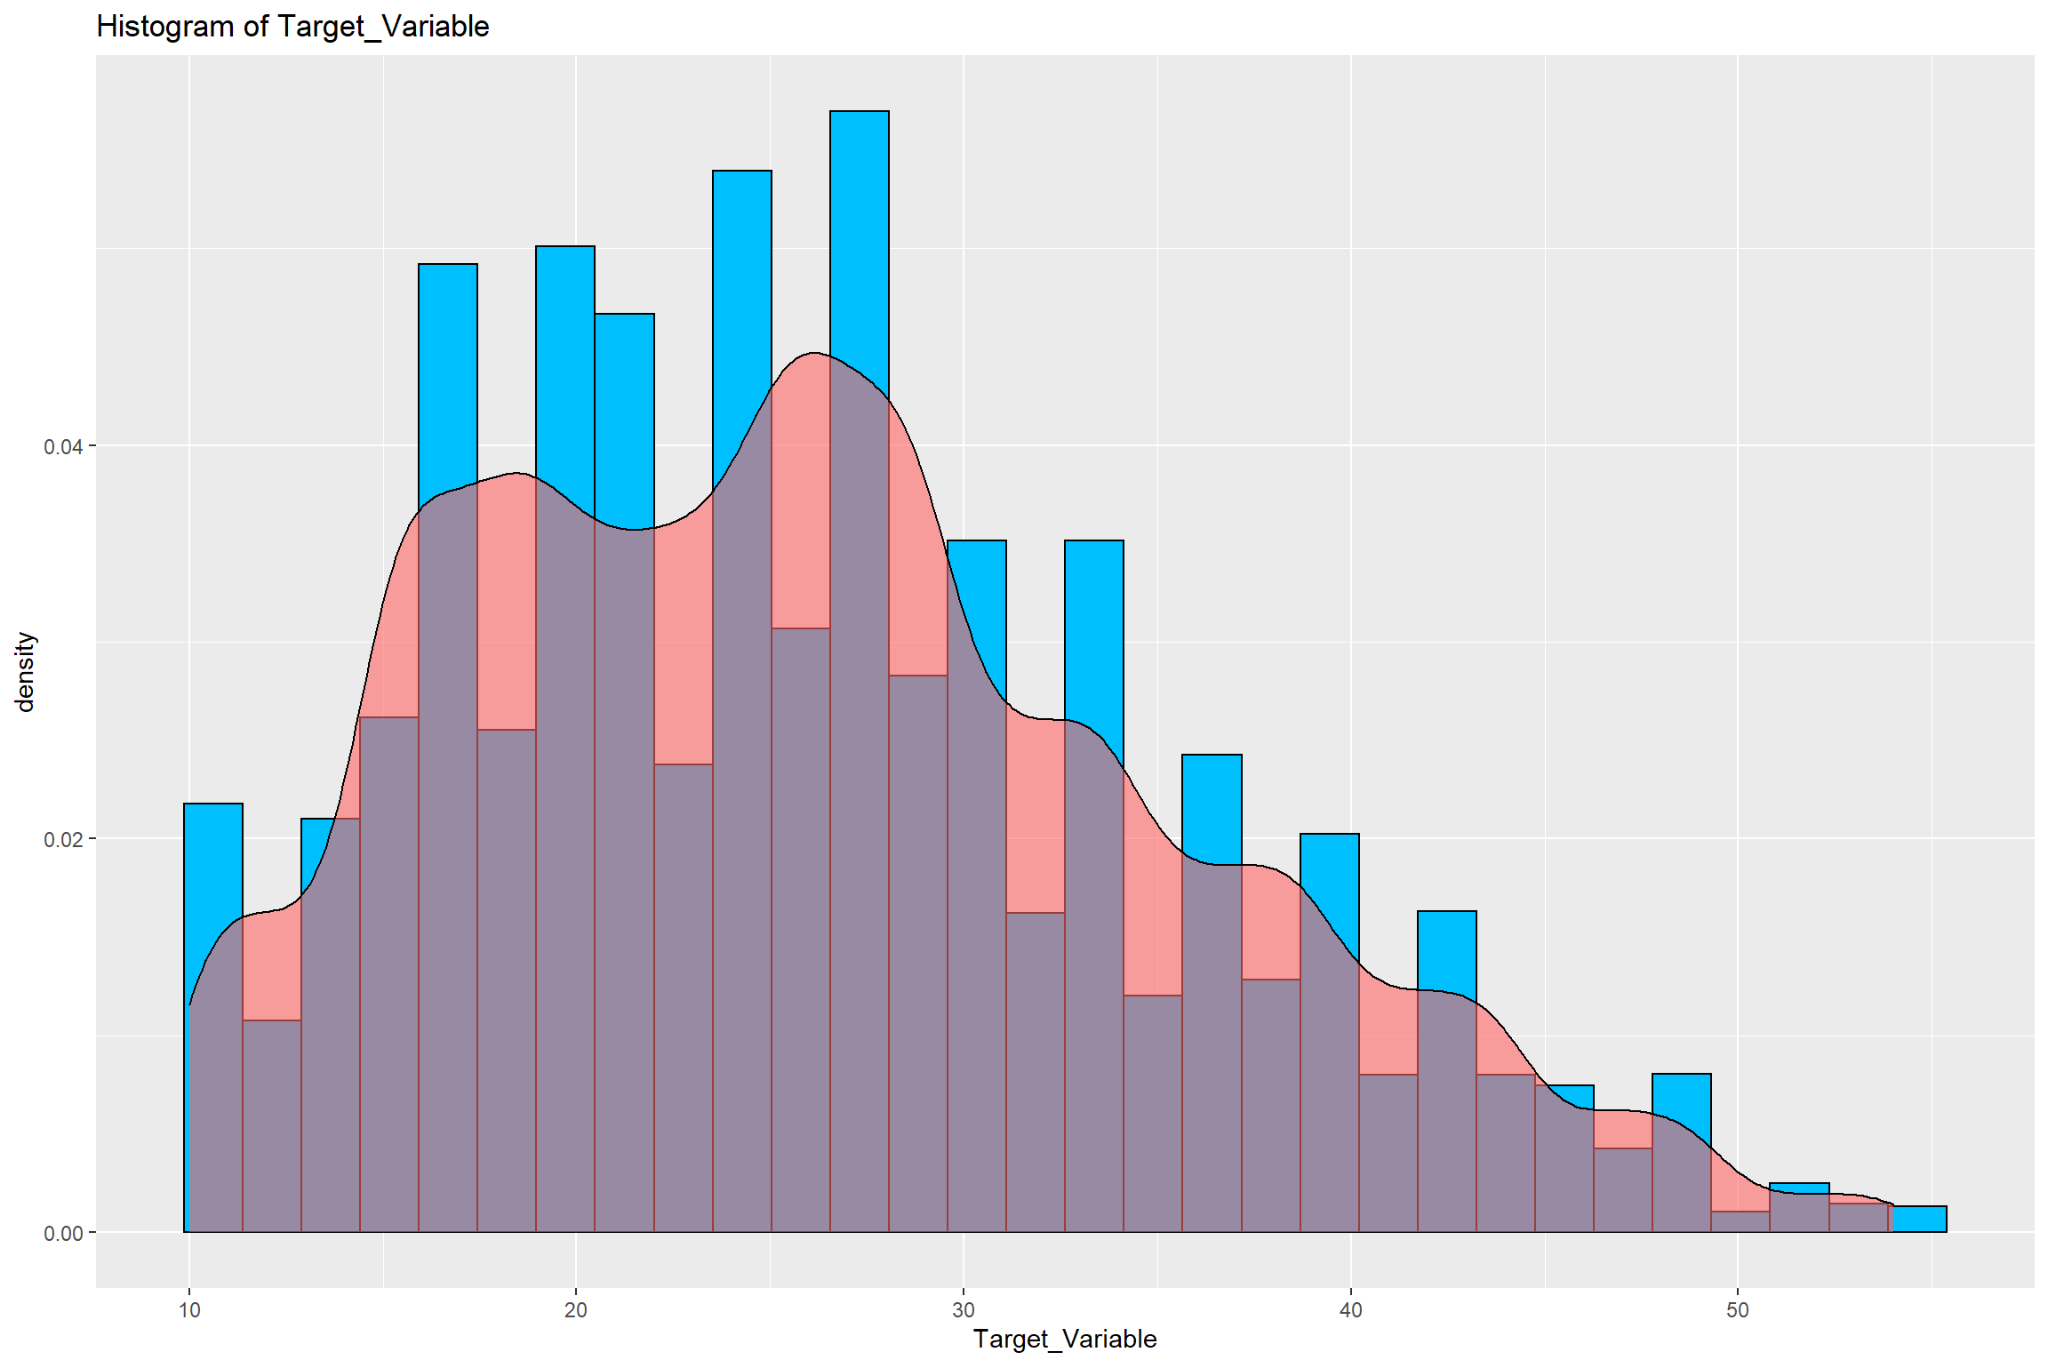 Histogram of Target_Variable
density
0.04
0.02
0.00
10 20 30 40 50
Target_Variable